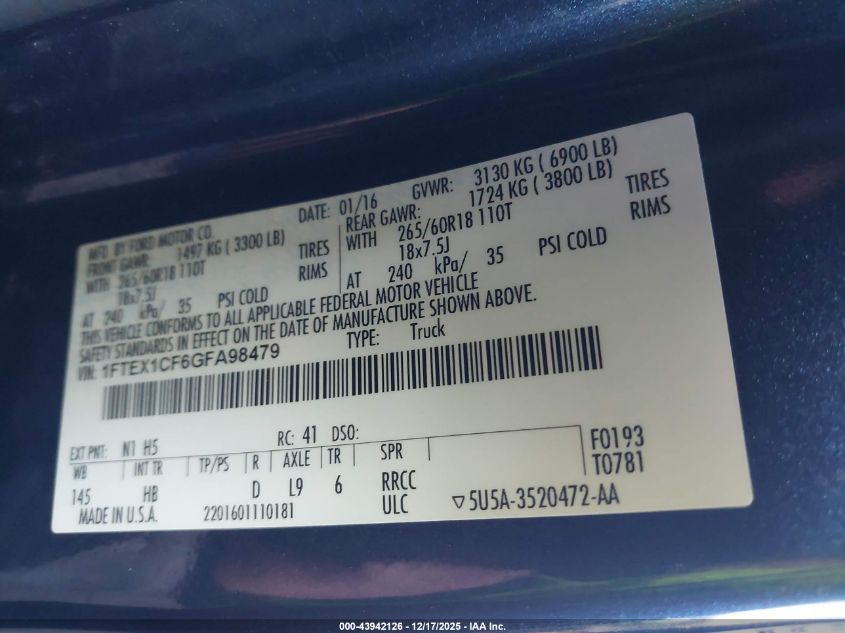 MFD. BY FORD MOTOR CO.
DATE: 01/16
GVWR: 3130 KG ( 6900 LB)
FRONT GAWR: 1497 KG ( 3300 LB)
REAR GAWR: 1724 KG ( 3800 LB)
WITH 265/60R18 110T TIRES
WITH 265/60R18 110T TIRES
18x7.5J RIMS
18x7.5J RIMS
AT 240 kPa/ 35 PSI COLD
AT 240 kPa/ 35 PSI COLD
THIS VEHICLE CONFORMS TO ALL APPLICABLE FEDERAL MOTOR VEHICLE
SAFETY STANDARDS IN EFFECT ON THE DATE OF MANUFACTURE SHOWN ABOVE.
VIN: 1FTEX1CF6GFA98479
TYPE: Truck
EXT PNT: N1 H5 RC: 41 DSO:
WB INT TR TP/PS R AXLE TR SPR
145 HB D L9 6 RRCC
ULC
F0193
T0781
MADE IN U.S.A. 2201601110181
▽5U5A-3520472-AA
000-43942126 - 12/17/2025 - IAA Inc.